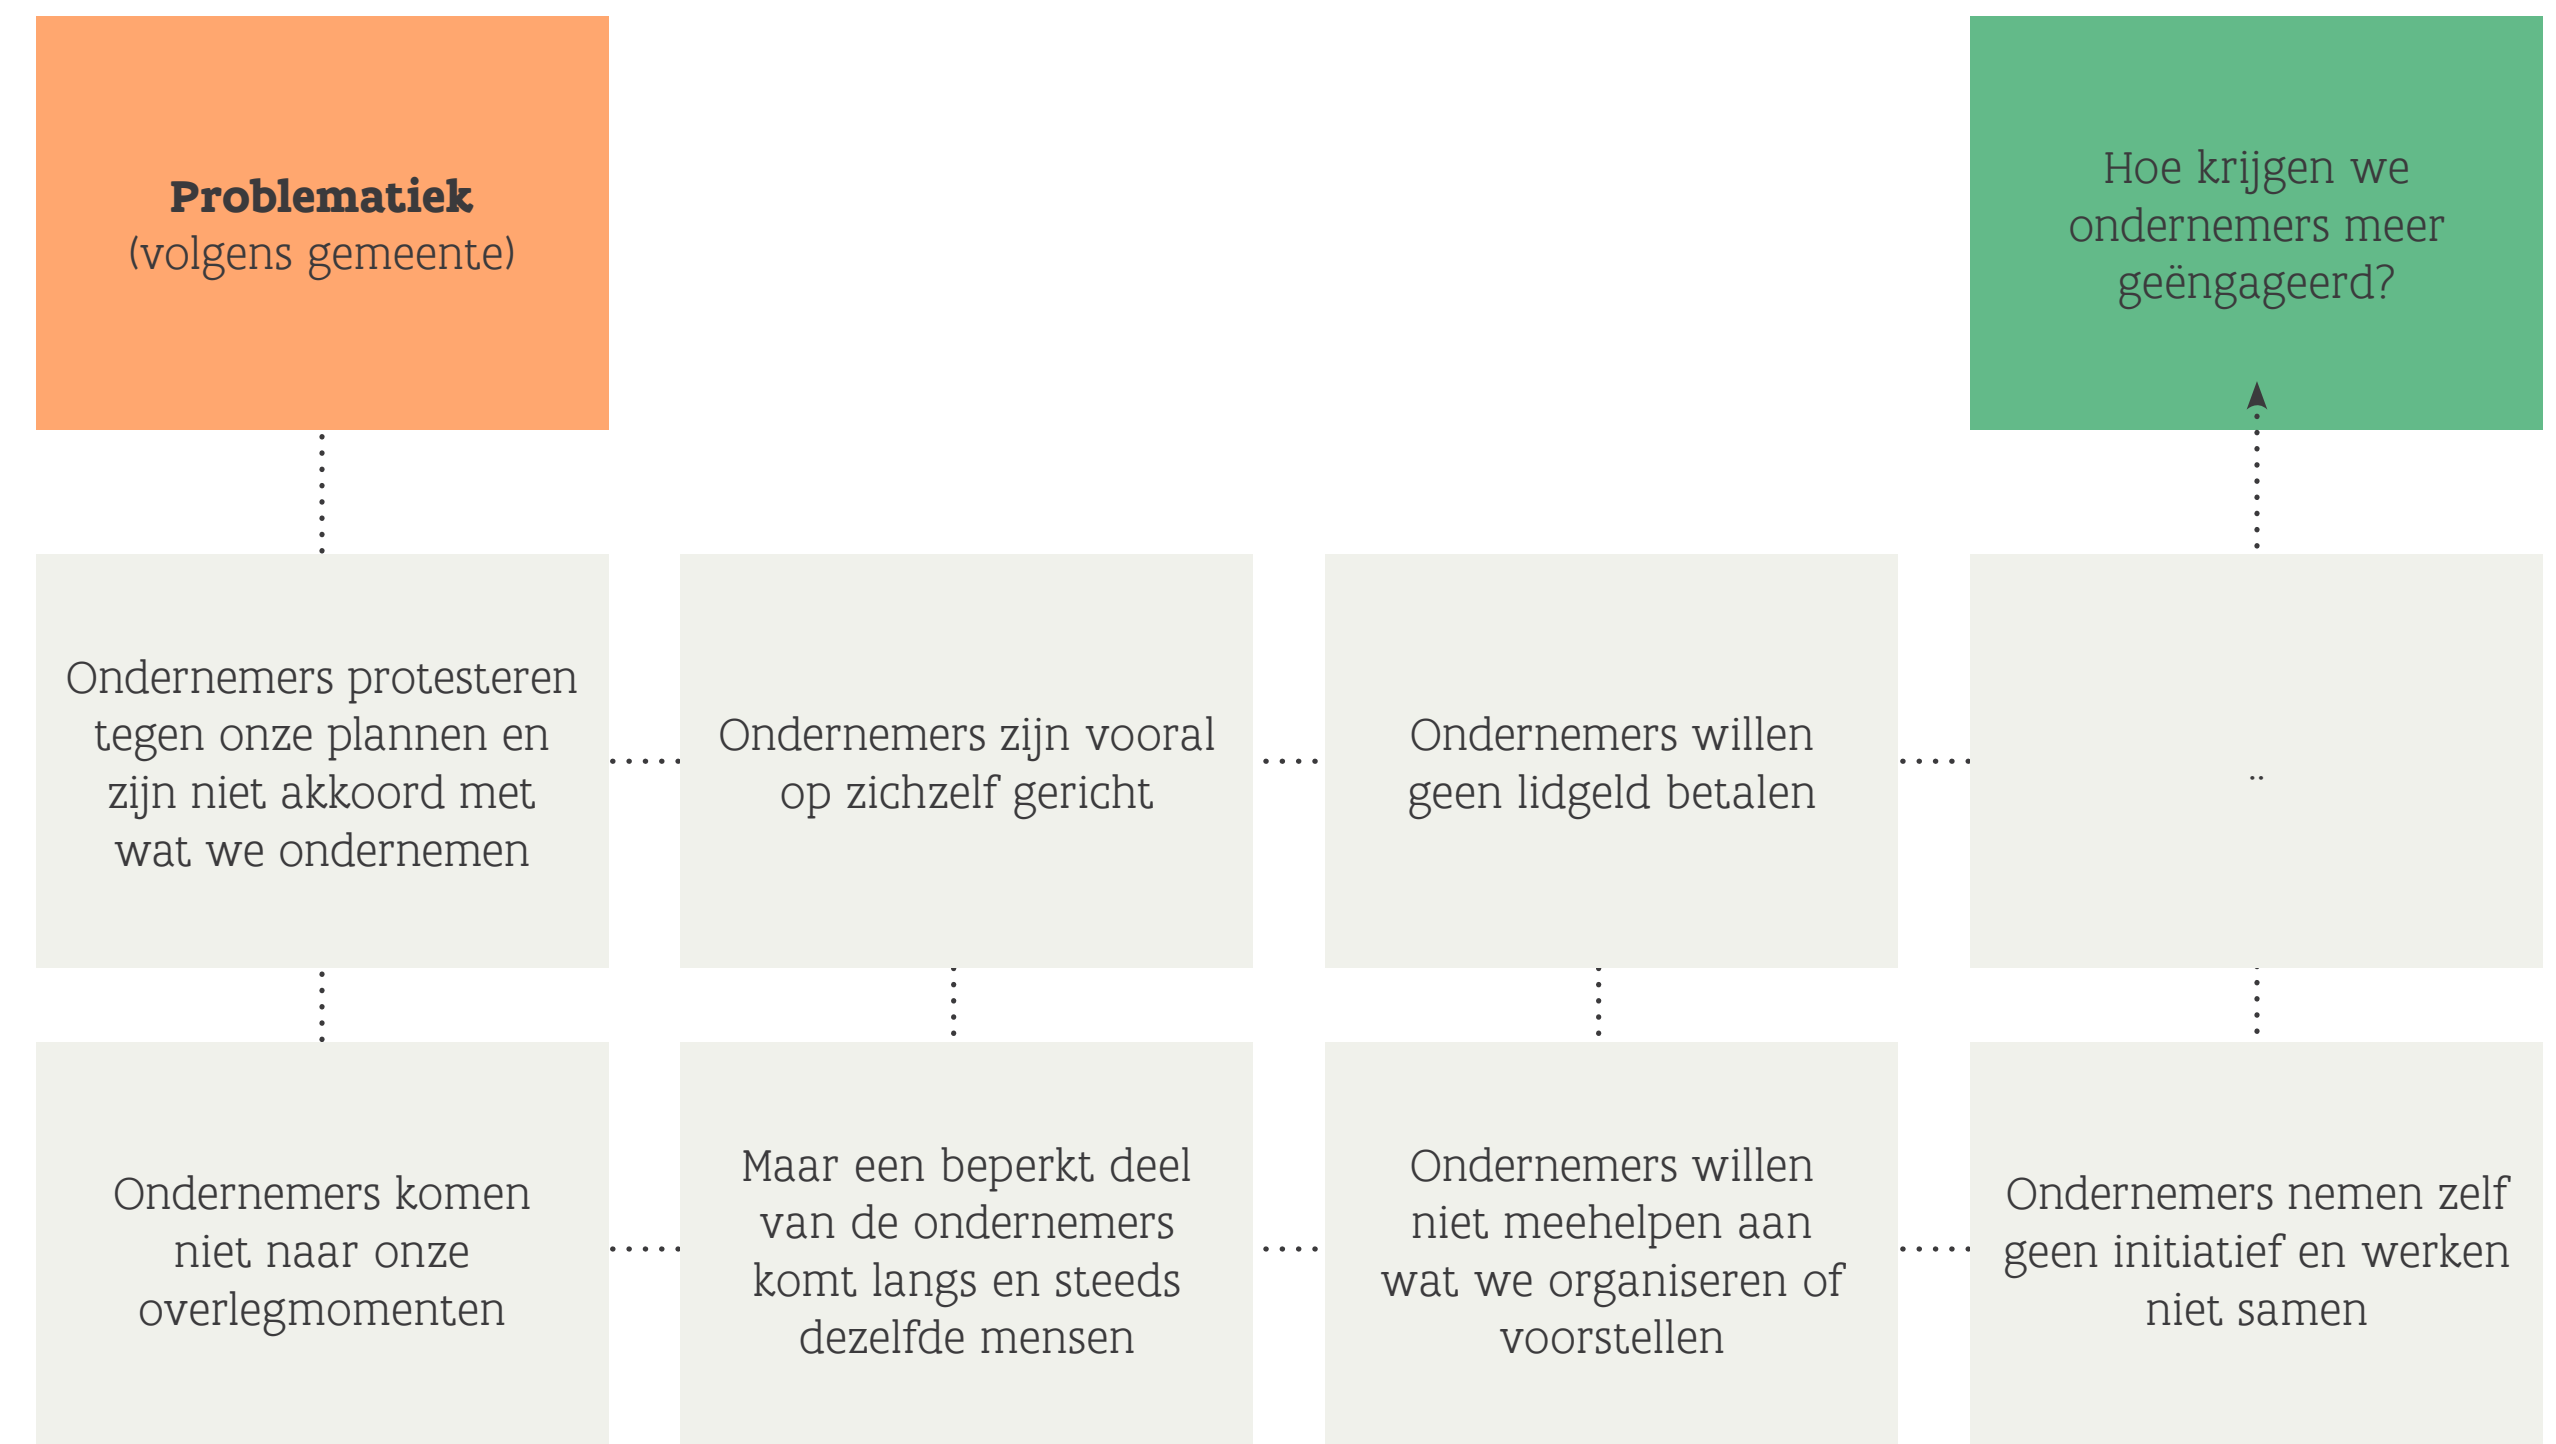 Problematiek
(volgens gemeente)
Hoe krijgen we
ondernemers meer
geëngageerd?
Ondernemers protesteren
tegen onze plannen en
zijn niet akkoord met
wat we ondernemen
Ondernemers zijn vooral
op zichzelf gericht
Ondernemers willen
geen lidgeld betalen
..
Ondernemers komen
niet naar onze
overlegmomenten
Maar een beperkt deel
van de ondernemers
komt langs en steeds
dezelfde mensen
Ondernemers willen
niet meehelpen aan
wat we organiseren of
voorstellen
Ondernemers nemen zelf
geen initiatief en werken
niet samen